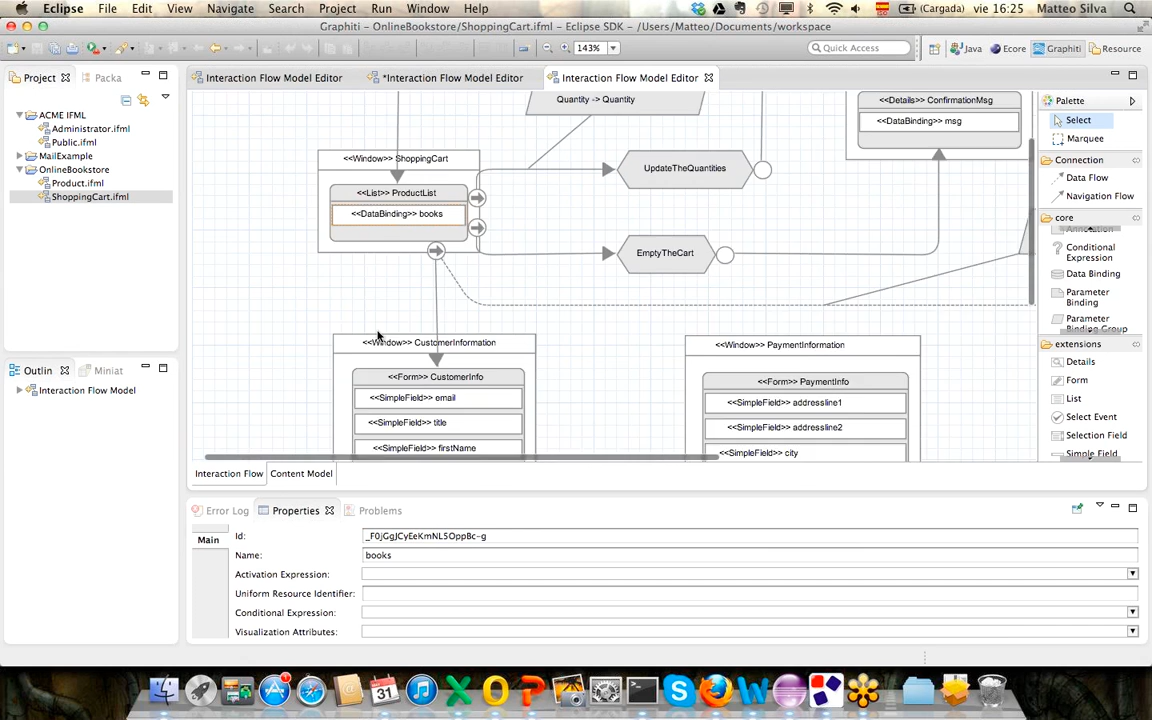 Eclipse File Edit View Navigate Search Project Run Window Help (Cargada) vie 16:25 Matteo Silva
Graphiti – OnlineBookstore/ShoppingCart.ifml – Eclipse SDK – /Users/Matteo/Documents/workspace
143% Quick Access Java Ecore Graphiti Resource
Project Packa
ACME IFML
Administrator.ifml
Public.ifml
MailExample
OnlineBookstore
Product.ifml
ShoppingCart.ifml
Outlin Miniat
Interaction Flow Model
Interaction Flow Model Editor *Interaction Flow Model Editor Interaction Flow Model Editor
Quantity -> Quantity
<<Details>> ConfirmationMsg
<<DataBinding>> msg
<<Window>> ShoppingCart
<<List>> ProductList
<<DataBinding>> books
UpdateTheQuantities
EmptyTheCart
<<Window>> CustomerInformation
<<Form>> CustomerInfo
<<SimpleField>> email
<<SimpleField>> title
<<SimpleField>> firstName
<<Window>> PaymentInformation
<<Form>> PaymentInfo
<<SimpleField>> addressline1
<<SimpleField>> addressline2
<<SimpleField>> city
Palette
Select
Marquee
Connection
Data Flow
Navigation Flow
core
Annotation
Conditional
Expression
Data Binding
Parameter
Binding
Parameter
Binding Group
extensions
Details
Form
List
Select Event
Selection Field
Simple Field
Interaction Flow Content Model
Error Log Properties Problems
Main
Id: 
Name: books
Activation Expression:
Uniform Resource Identifier:
Conditional Expression:
Visualization Attributes: